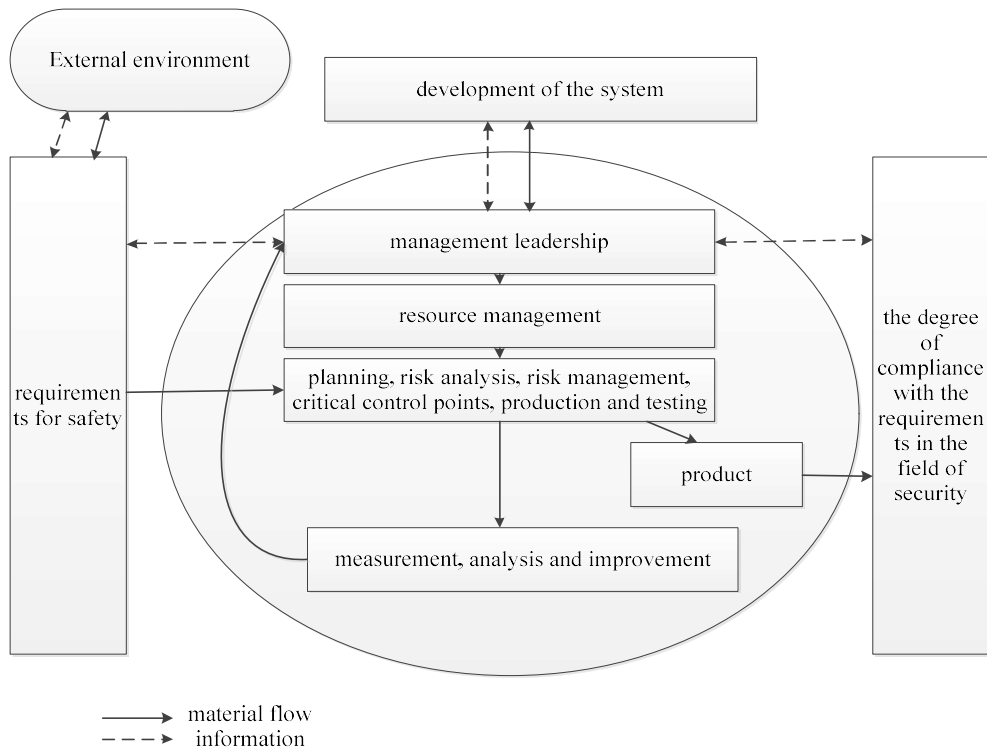 External environment
development of the system
management leadership
resource management
planning, risk analysis, risk management,
critical control points, production and testing
requiremen
ts for safety
product
measurement, analysis and improvement
the degree
of
compliance
with the
requiremen
ts in the
field of
security
material flow
information